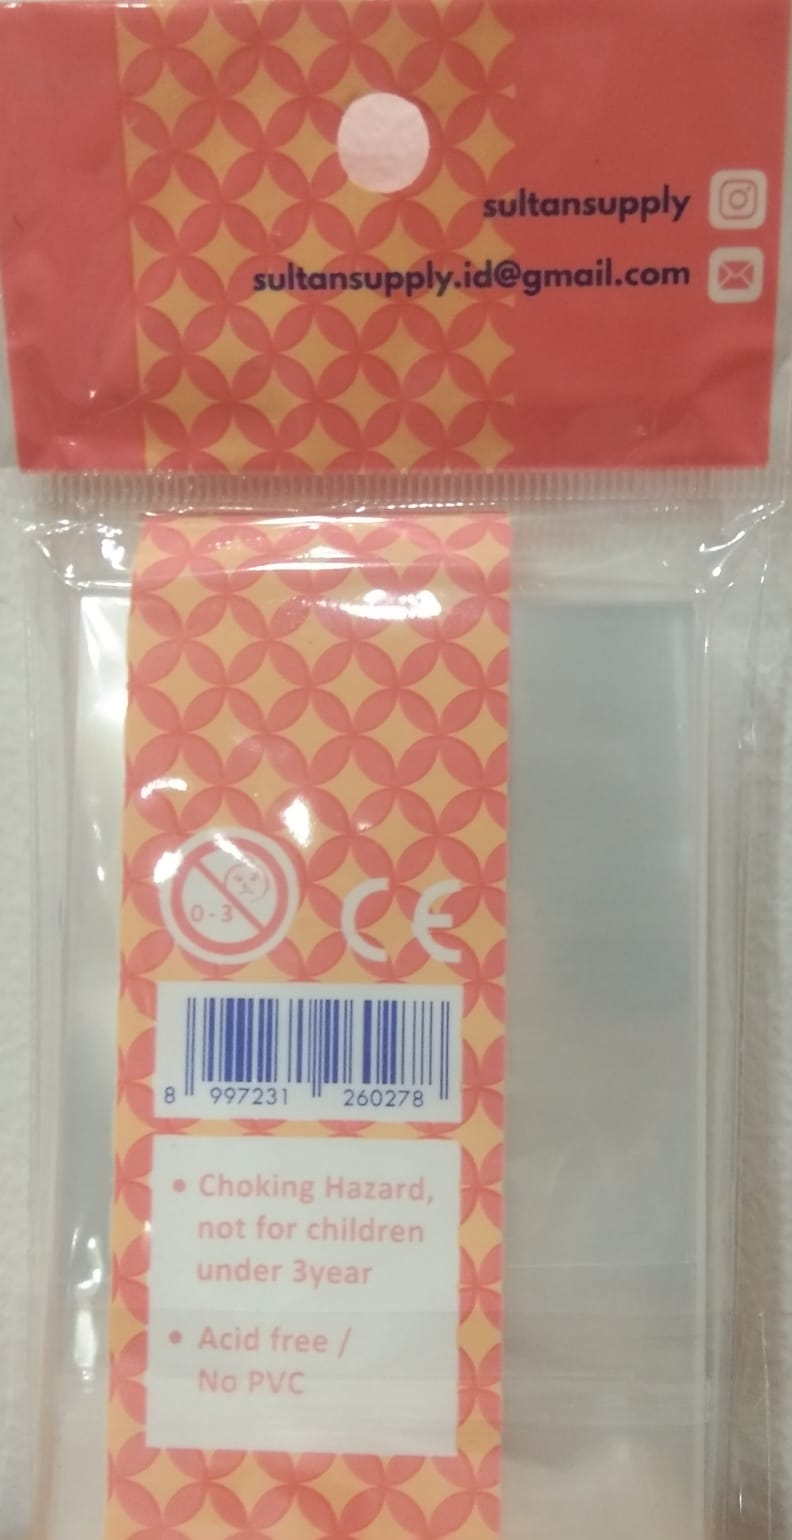 sultansupply
sultansupply.id@gmail.com
0-3
CE
8 997231 260278
• Choking Hazard,
not for children
under 3year
• Acid free /
No PVC